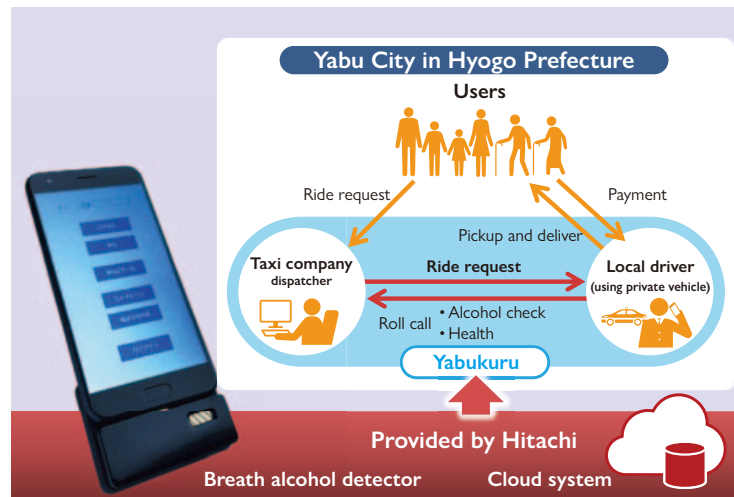 Yabu City in Hyogo Prefecture
Users
Ride request
Payment
Pickup and deliver
Taxi company
dispatcher
Ride request
Local driver
(using private vehicle)
Roll call
• Alcohol check
• Health
Yabukuru
Provided by Hitachi
Breath alcohol detector
Cloud system